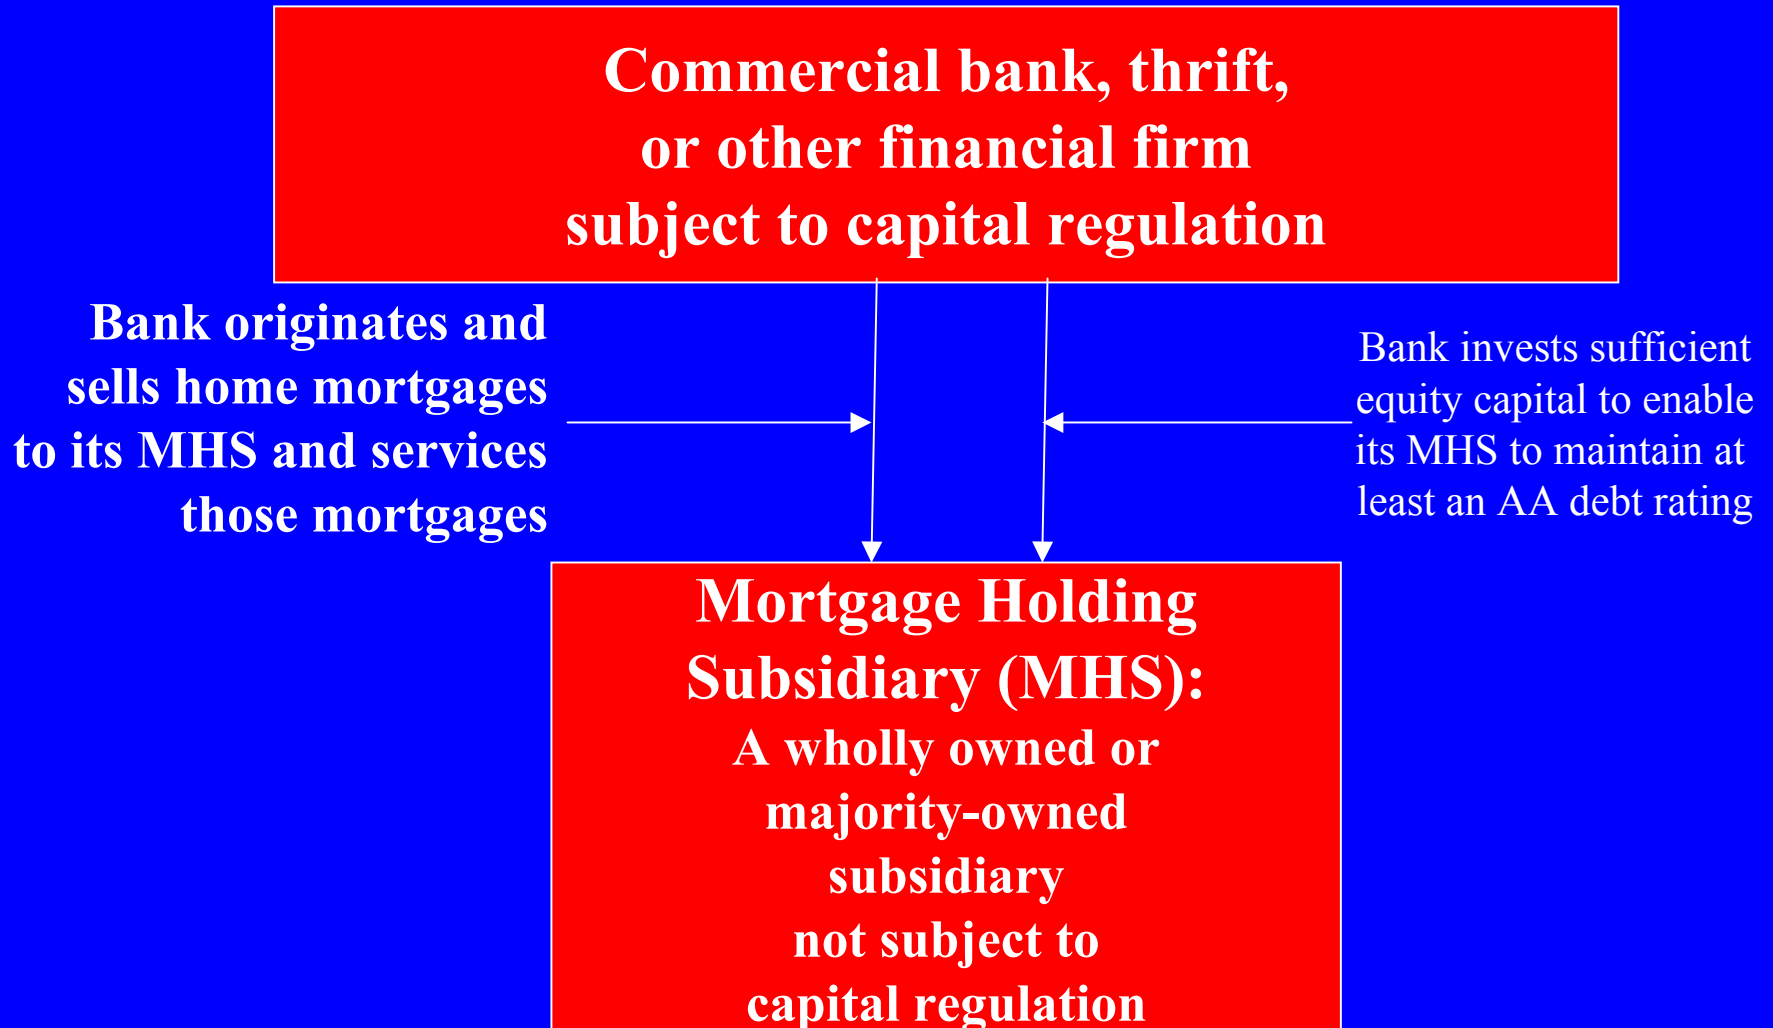 Commercial bank, thrift,
or other financial firm
subject to capital regulation
Bank originates and
sells home mortgages
to its MHS and services
those mortgages
Bank invests sufficient
equity capital to enable
its MHS to maintain at
least an AA debt rating
Mortgage Holding
Subsidiary (MHS):
A wholly owned or
majority-owned
subsidiary
not subject to
capital regulation